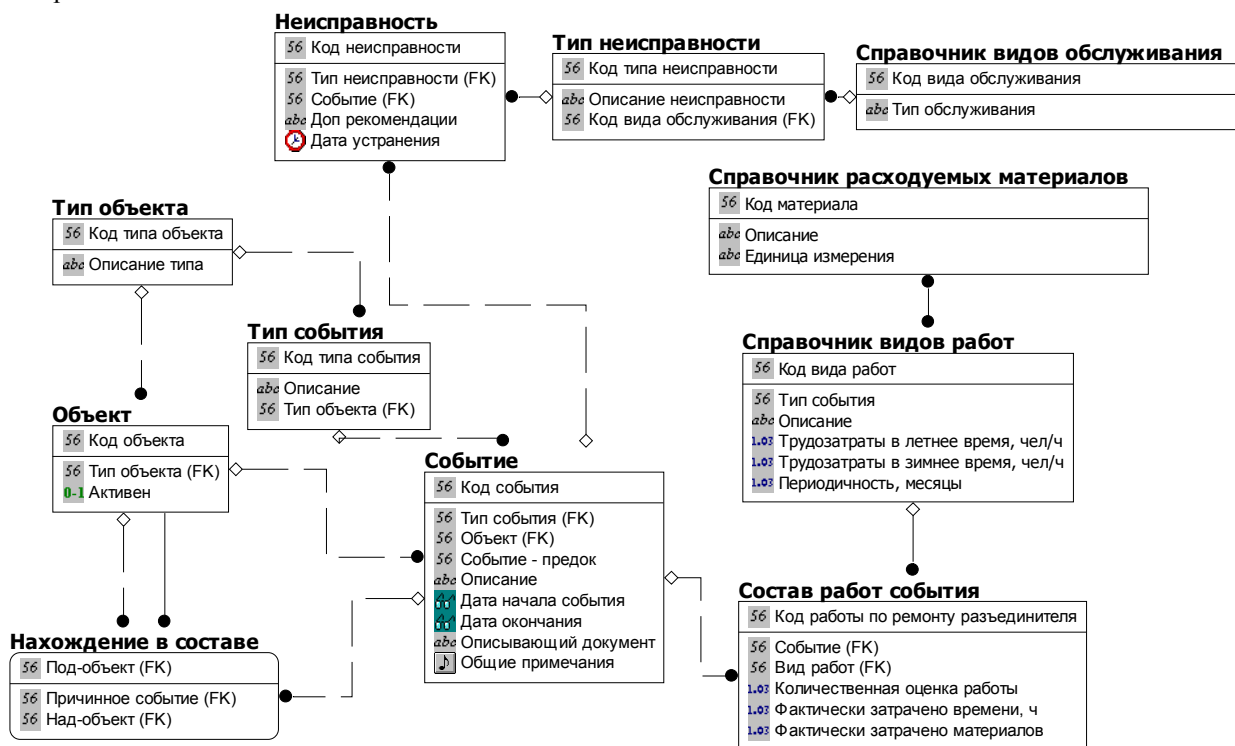 Неисправность
56 Код неисправности
56 Тип неисправности (FK)
56 Событие (FK)
abc Доп рекомендации
Дата устранения
Тип неисправности
56 Код типа неисправности
abc Описание неисправности
56 Код вида обслуживания (FK)
Справочник видов обслуживания
56 Код вида обслуживания
abc Тип обслуживания
Справочник расходуемых материалов
56 Код материала
abc Описание
abc Единица измерения
Тип объекта
56 Код типа объекта
abc Описание типа
Тип события
56 Код типа события
abc Описание
56 Тип объекта (FK)
Справочник видов работ
56 Код вида работ
56 Тип события
abc Описание
1.03 Трудозатраты в летнее время, чел/ч
1.03 Трудозатраты в зимнее время, чел/ч
1.03 Периодичность, месяцы
Объект
56 Код объекта
56 Тип объекта (FK)
0-1 Активен
Событие
56 Код события
56 Тип события (FK)
56 Объект (FK)
56 Событие - предок
abc Описание
Дата начала события
Дата окончания
abc Описывающий документ
Общие примечания
Состав работ события
56 Код работы по ремонту разъединителя
56 Событие (FK)
56 Вид работ (FK)
1.03 Количественная оценка работы
1.03 Фактически затрачено времени, ч
1.03 Фактически затрачено материалов
Нахождение в составе
56 Под-объект (FK)
56 Причинное событие (FK)
56 Над-объект (FK)